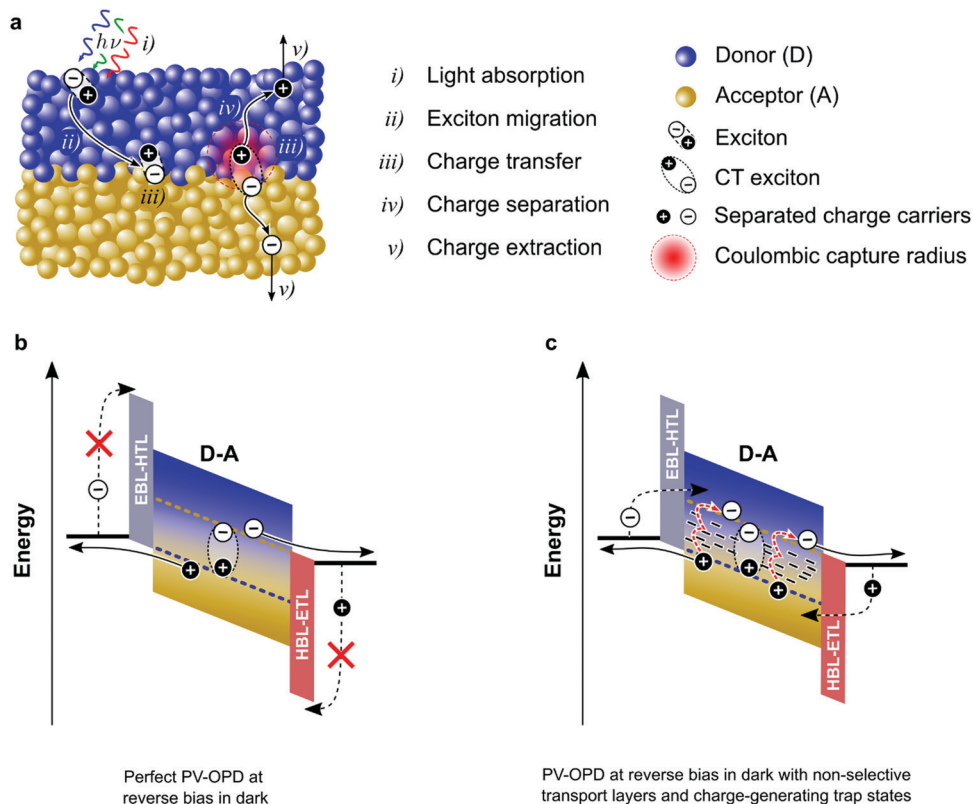 a
hν
i)
v)
ii)
iv)
iii)
iii)
v)
i) Light absorption
ii) Exciton migration
iii) Charge transfer
iv) Charge separation
v) Charge extraction
Donor (D)
Acceptor (A)
Exciton
CT exciton
Separated charge carriers
Coulombic capture radius
b
Energy
EBL-HTL
D-A
HBL-ETL
Perfect PV-OPD at
reverse bias in dark
c
Energy
EBL-HTL
D-A
HBL-ETL
PV-OPD at reverse bias in dark with non-selective
transport layers and charge-generating trap states